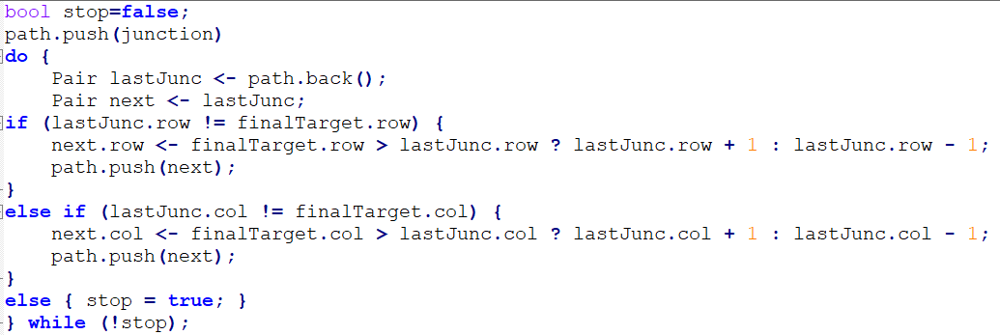 bool stop=false;
path.push(junction)
do {
    Pair lastJunc <- path.back();
    Pair next <- lastJunc;
if (lastJunc.row != finalTarget.row) {
    next.row <- finalTarget.row > lastJunc.row ? lastJunc.row + 1 : lastJunc.row - 1;
    path.push(next);
}
else if (lastJunc.col != finalTarget.col) {
    next.col <- finalTarget.col > lastJunc.col ? lastJunc.col + 1 : lastJunc.col - 1;
    path.push(next);
}
else { stop = true; }
} while (!stop);